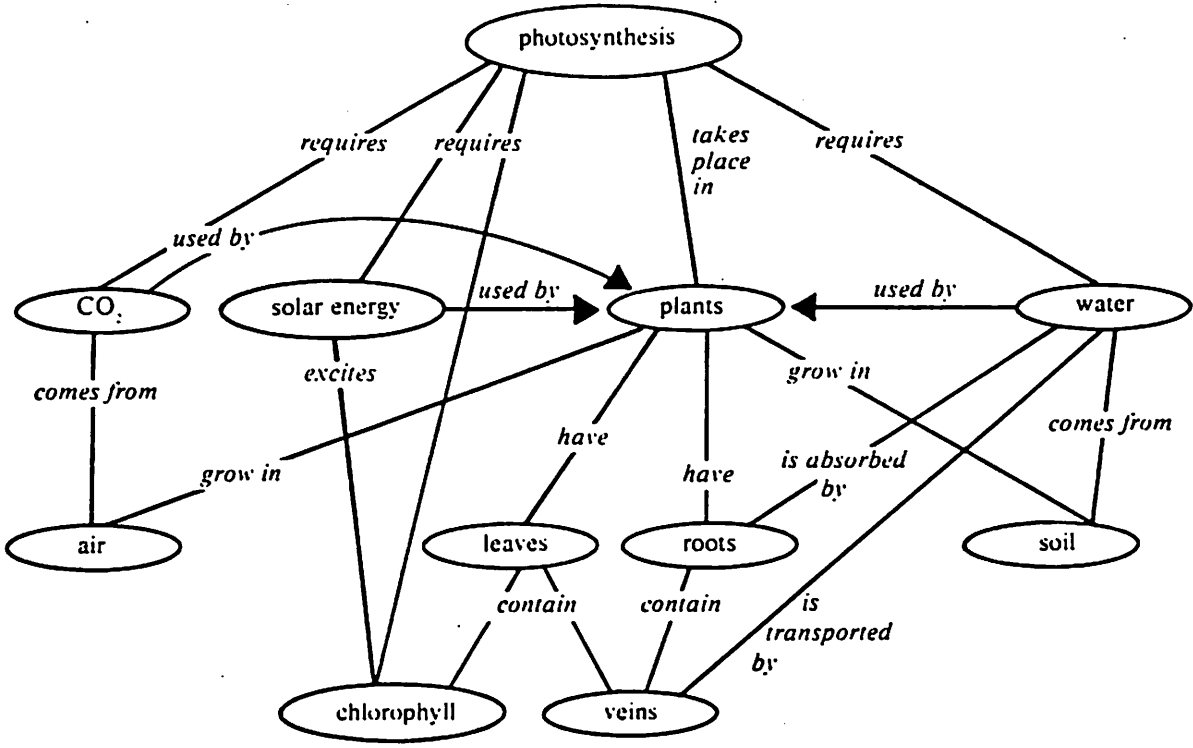 photosynthesis
requires
requires
takes
place
in
requires
used by
CO2
solar energy
used by
plants
used by
water
comes from
excites
grow in
have
have
is absorbed
by
comes from
grow in
air
leaves
roots
soil
contain
contain
is
transported
by
chlorophyll
veins